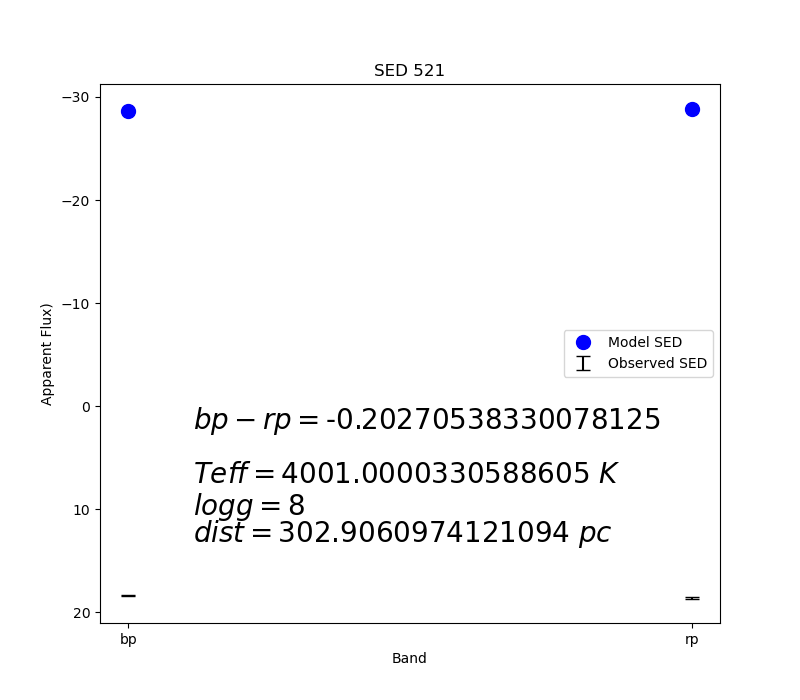 SED 521
−30
−20
−10
0
10
20
Apparent Flux)
Model SED
Observed SED
bp − rp = -0.20270538330078125
Teff = 4001.0000330588605 K
logg = 8
dist = 302.9060974121094 pc
bp
rp
Band